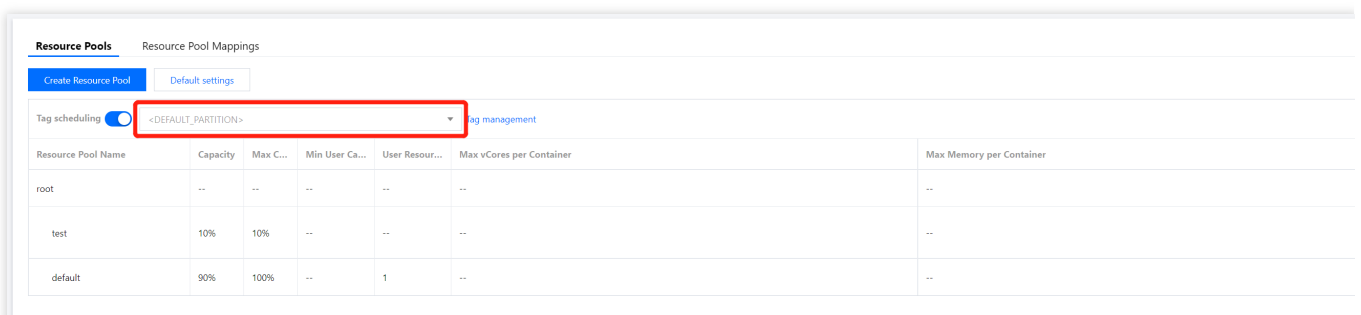 Resource Pools Resource Pool Mappings
Create Resource Pool Default settings
Tag scheduling <DEFAULT_PARTITION> Tag management
Resource Pool Name Capacity Max C... Min User Ca... User Resour... Max vCores per Container Max Memory per Container
root -- -- -- -- -- --
test 10% 10% -- -- -- --
default 90% 100% -- 1 -- --